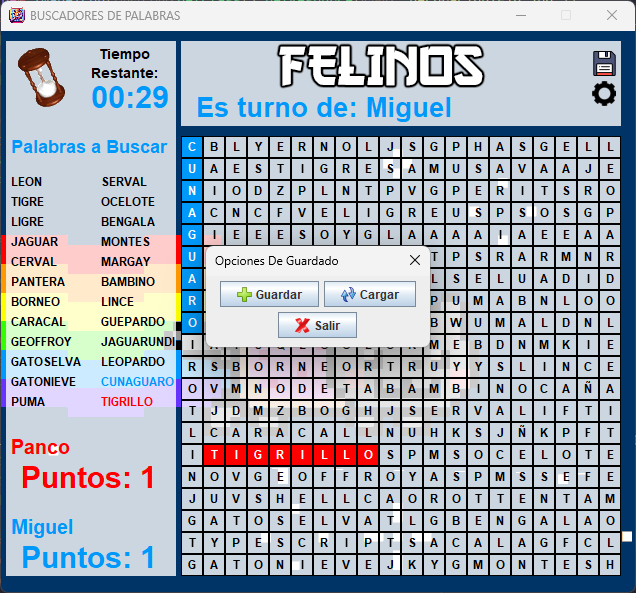 BUSCADORES DE PALABRAS
Tiempo
Restante:
00:29
FELINOS
Es turno de: Miguel
Palabras a Buscar
LEON SERVAL
TIGRE OCELOTE
LIGRE BENGALA
JAGUAR MONTES
CERVAL MARGAY
PANTERA BAMBINO
BORNEO LINCE
CARACAL GUEPARDO
GEOFFROY JAGUARUNDI
GATOSELVA LEOPARDO
GATONIEVE CUNAGUARO
PUMA TIGRILLO
Panco
Puntos: 1
Miguel
Puntos: 1
C B L Y E R N O L J S G P H A S G E L L
U A E S T I G R E S A M U S A V A A J E
N I O D Z P L N T P V G P E R I T S R O
A C N C F V E L I G R E U S P S O S G P
G I E E E S O Y G L A A A A I A E E A A
U T P S R A R M N R
A L S E L U A D I D
R P U M A B N L O O
O B W U M A L D N L
I M E B D N M K I E
R S B O R N E O R T R U Y Y S L I N C E
O V M N O D E T A B A M B I N O C A Ñ A
T J D M Z B O G H J S E R V A L I F T I
L C A R A C A L L N U H K S J Ñ K P F T
I T I G R I L L O S P M S O C E L O T E
N O V G E O F F R O Y A S P M S S E F E
J U V S H E L L C A O R O T T E N T A M
G A T O S E L V A T L G B E N G A L A O
T Y P E S C R I P T S A C A L A G F C L
G A T O N I E V E J K Y G M O N T E S H
Opciones De Guardado
Guardar Cargar
Salir